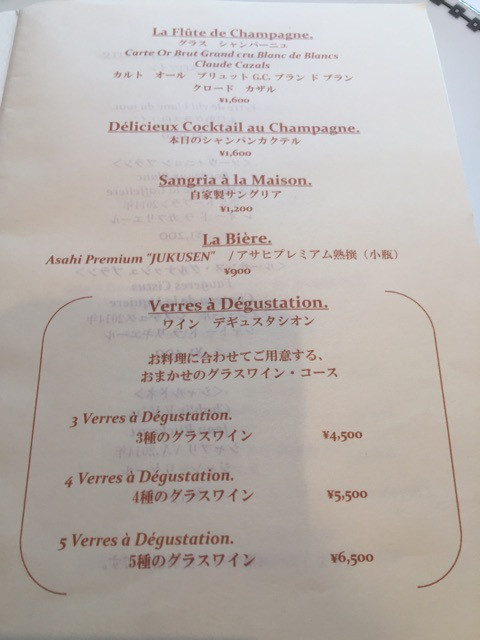 La Flûte de Champagne.
グラス シャンパーニュ
Carte Or Brut Grand cru Blanc de Blancs
Claude Cazals
カルト オール ブリュット G.C. ブラン ド ブラン
クロード カザル
¥1,600
Délicieux Cocktail au Champagne.
本日のシャンパンカクテル
¥1,600
Sangria à la Maison.
自家製サングリア
¥1,200
La Bière.
Asahi Premium "JUKUSEN" /アサヒプレミアム熟撰（小瓶）
¥900
Verres à Dégustation.
ワイン デギュスタシオン
お料理に合わせてご用意する、
おまかせのグラスワイン・コース
3 Verres à Dégustation.
3種のグラスワイン ¥4,500
4 Verres à Dégustation.
4種のグラスワイン ¥5,500
5 Verres à Dégustation.
5種のグラスワイン ¥6,500